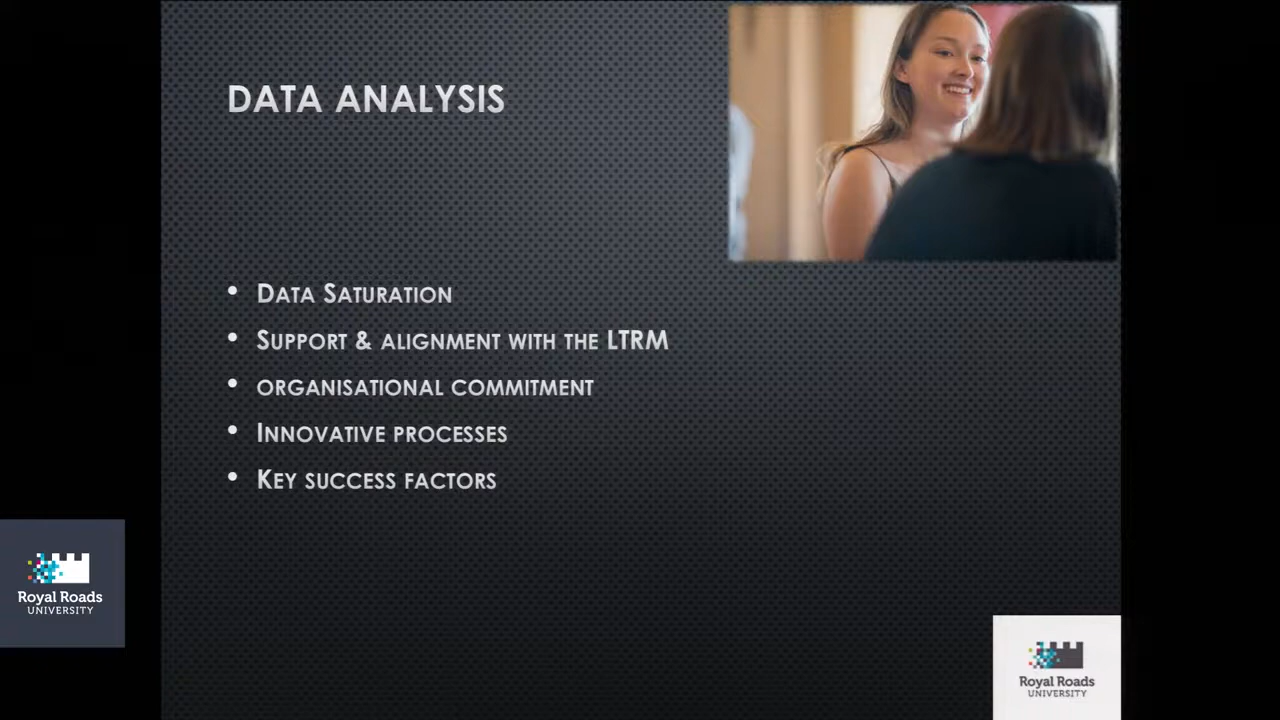 DATA ANALYSIS
• DATA SATURATION
• SUPPORT & ALIGNMENT WITH THE LTRM
• ORGANISATIONAL COMMITMENT
• INNOVATIVE PROCESSES
• KEY SUCCESS FACTORS
Royal Roads
UNIVERSITY
Royal Roads
UNIVERSITY